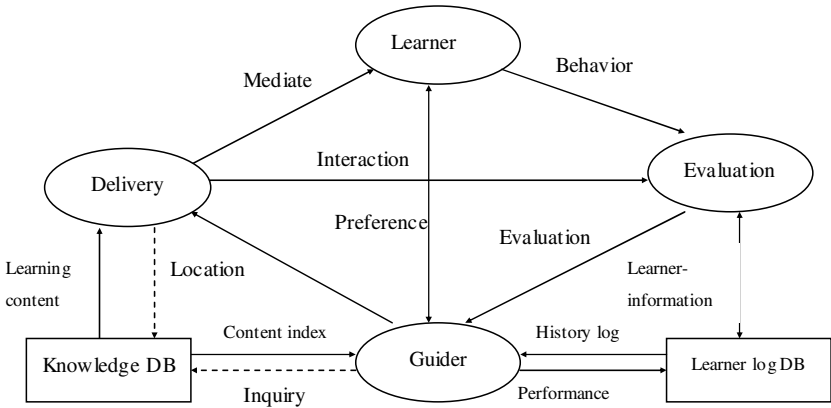 Learner
Behavior
Mediate
Interaction
Delivery
Evaluation
Preference
Evaluation
Learning
content
Location
Learner-
information
Content index
History log
Knowledge DB
Guider
Learner log DB
Inquiry
Performance